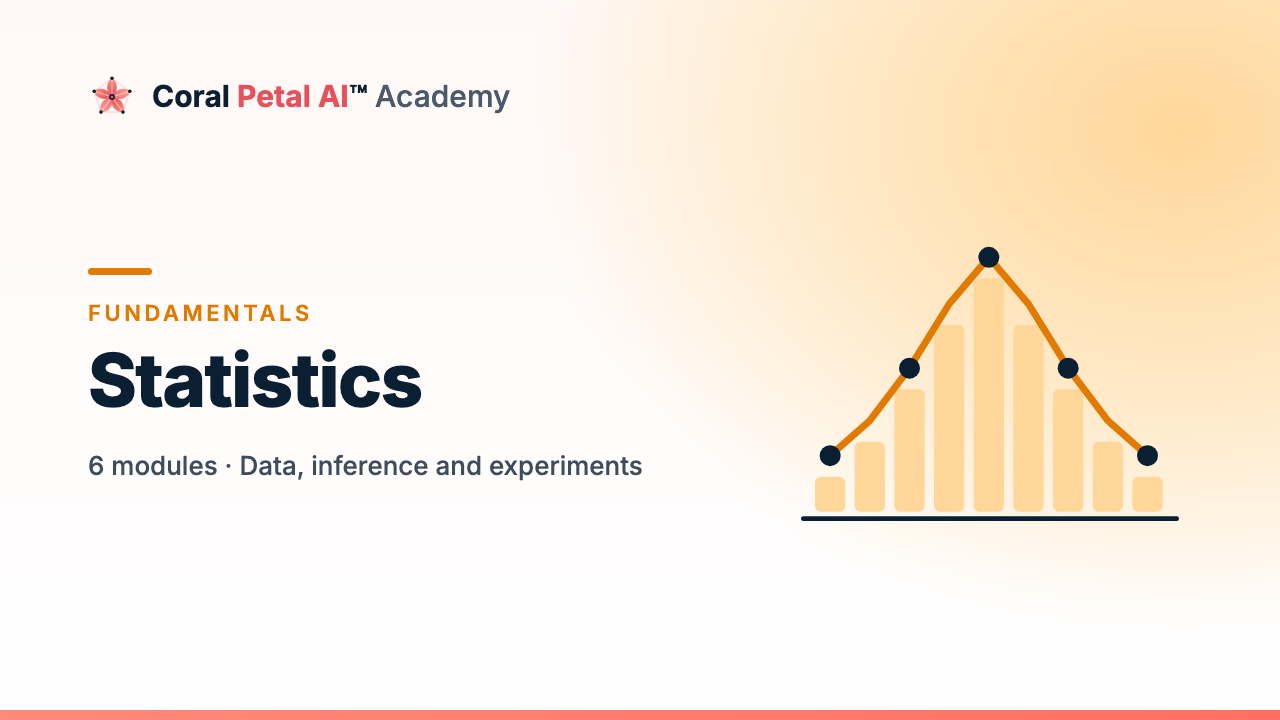 Coral Petal AI™ Academy
FUNDAMENTALS
Statistics
6 modules · Data, inference and experiments